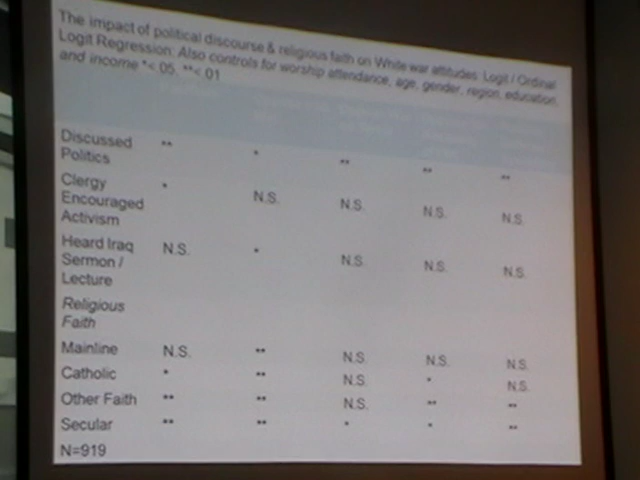 The impact of political discourse & religious faith on White war attitudes. Logit / Ordinal
Logit Regression: Also controls for worship attendance, age, gender, region, education,
and income *<.05, **<.01
Discussed Politics ** * ** ** **
Clergy Encouraged Activism * N.S. N.S. N.S. N.S.
Heard Iraq Sermon / Lecture N.S. * N.S. N.S. N.S.
Religious Faith
Mainline N.S. ** N.S. N.S. N.S.
Catholic * ** N.S. * N.S.
Other Faith ** ** N.S. ** **
Secular ** ** * * **
N=919